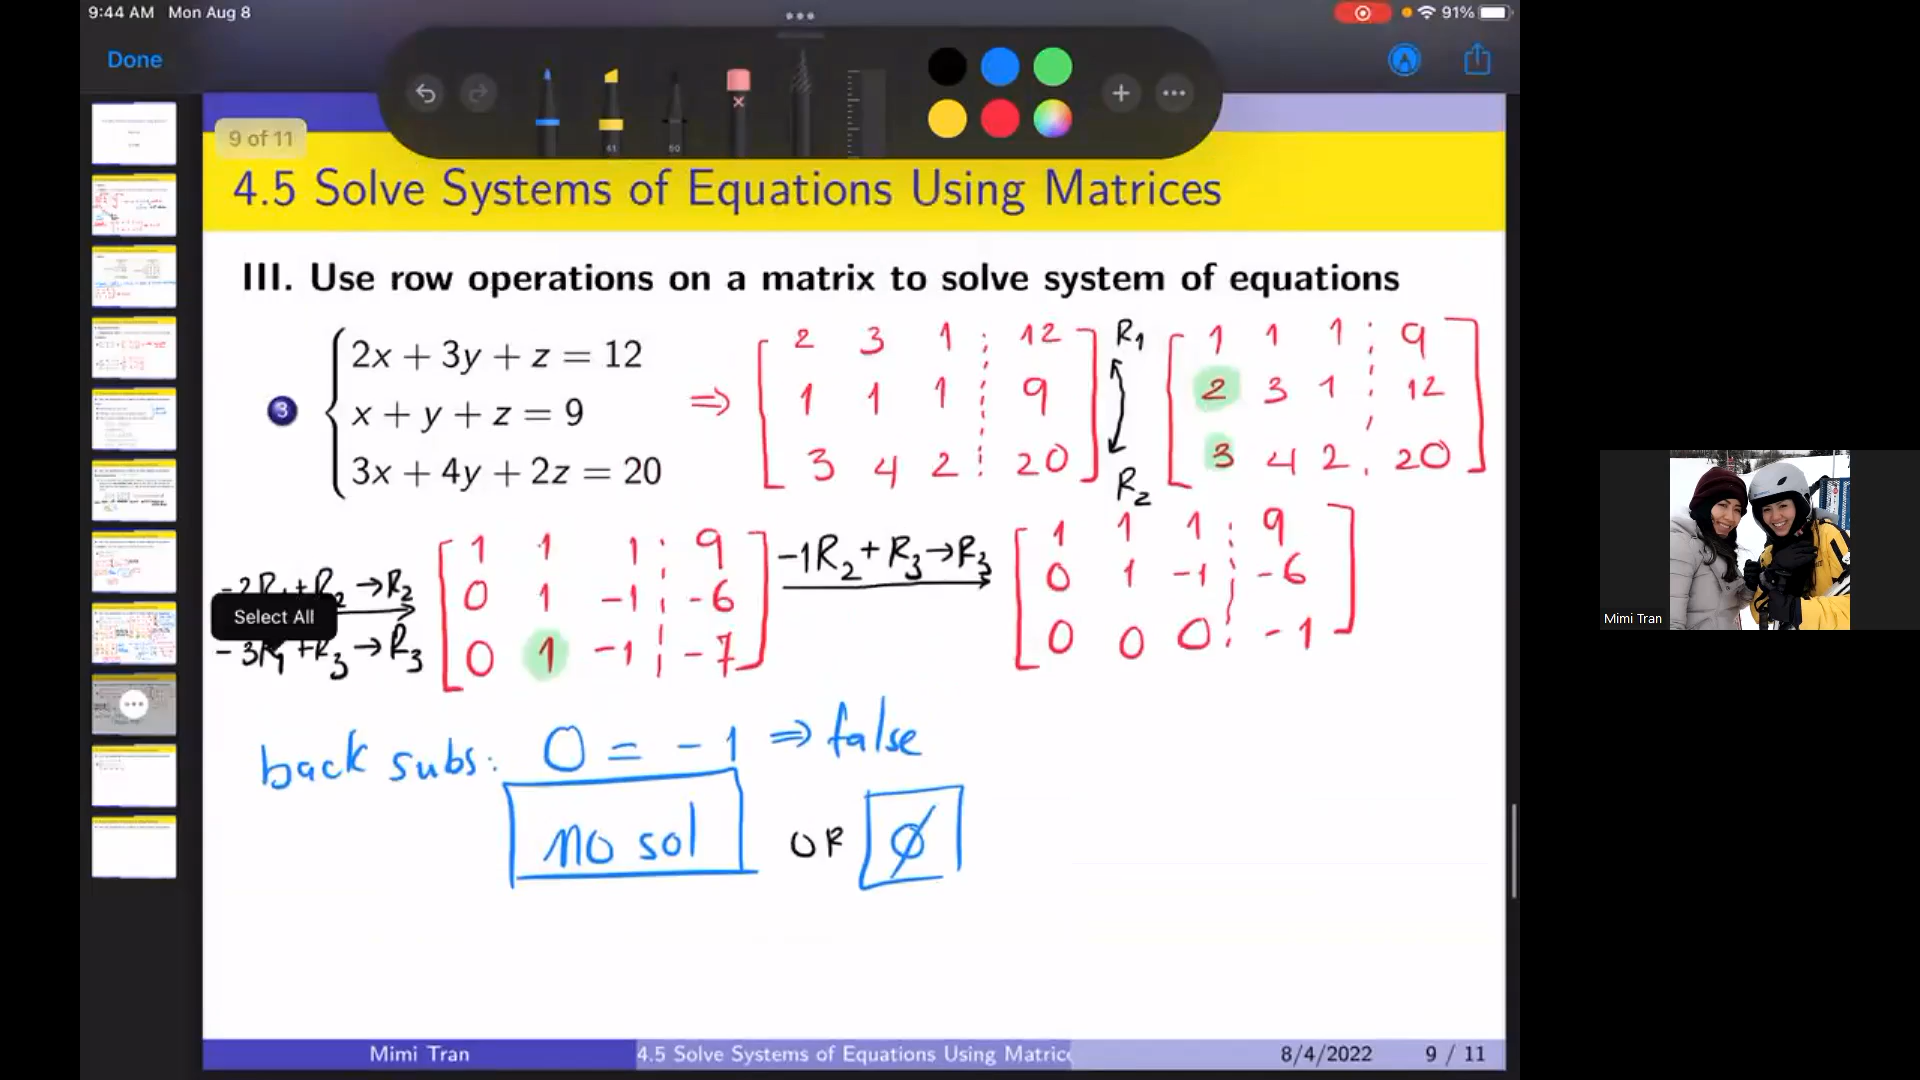 9:44 AM Mon Aug 8
91%
Done
61
50
9 of 11
4.5 Solve Systems of Equations Using Matrices
III. Use row operations on a matrix to solve system of equations
3
2x + 3y + z = 12
x + y + z = 9
3x + 4y + 2z = 20
⇒
2 3 1 12
1 1 1 9
3 4 2 20
R1
R2
1 1 1 9
2 3 1 12
3 4 2 20
-2R1+R2→R2
Select All
-3R1+R3→R3
1 1 1 9
0 1 -1 -6
0 1 -1 -7
-1R2+R3→R3
1 1 1 9
0 1 -1 -6
0 0 0 -1
back subs: 0 = -1 ⇒ false
no sol OR ∅
Mimi Tran
Mimi Tran 4.5 Solve Systems of Equations Using Matric 8/4/2022 9 / 11